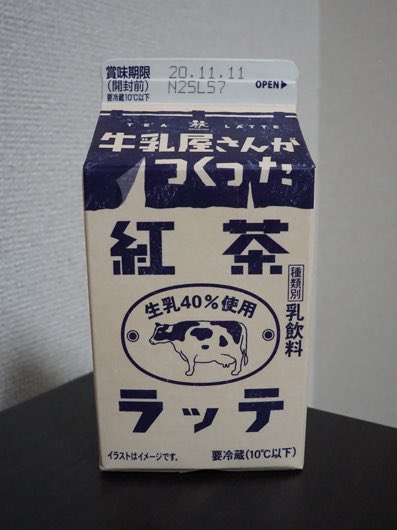 賞味期限 20.11.11
(開封前) N25L57 OPEN▶
要冷蔵10℃以下
TEA LATTE
牛乳屋さんが
つくった
紅茶
種類別 乳飲料
生乳40%使用
ラッテ
イラストはイメージです。 要冷蔵(10℃以下)